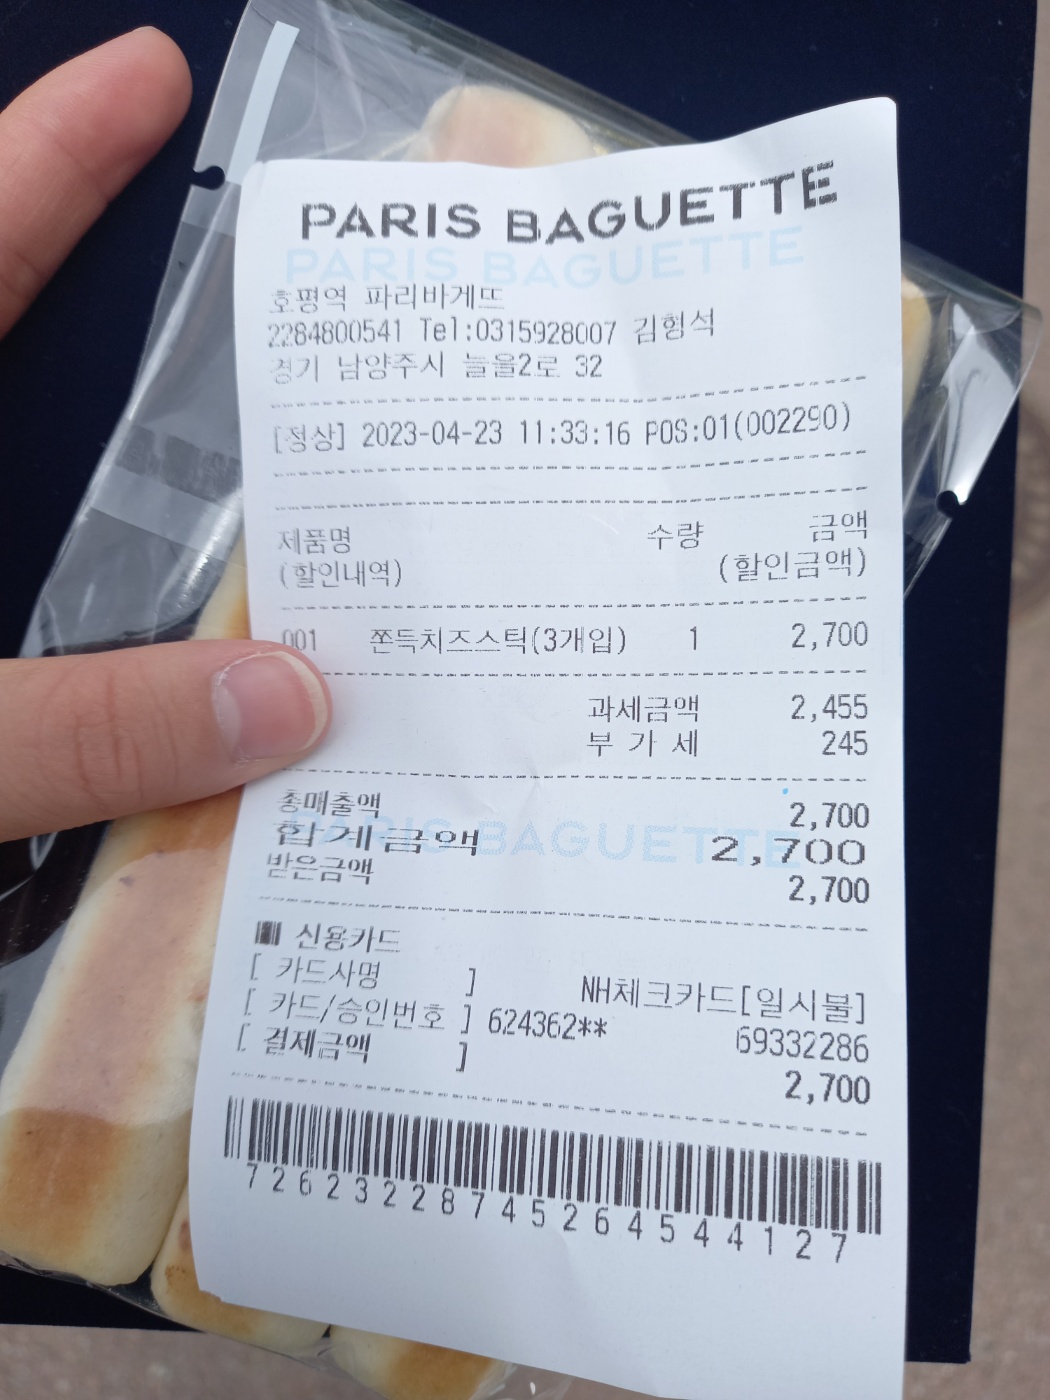 PARIS BAGUETTE
PARIS BAGUETTE
호평역 파리바게뜨
2284800541 Tel:0315928007 김형석
경기 남양주시 늘을2로 32
[정상] 2023-04-23 11:33:16 POS:01(002290)
제품명 수량 금액
(할인내역) (할인금액)
001 쫀득치즈스틱(3개입) 1 2,700
과세금액 2,455
부 가 세 245
총매출액 2,700
합계금액 2,700
PARIS BAGUETTE
받은금액 2,700
신용카드
[ 카드사명 ] NH체크카드[일시불]
[ 카드/승인번호 ] 624362** 69332286
[ 결제금액 ] 2,700
7262322874526454127